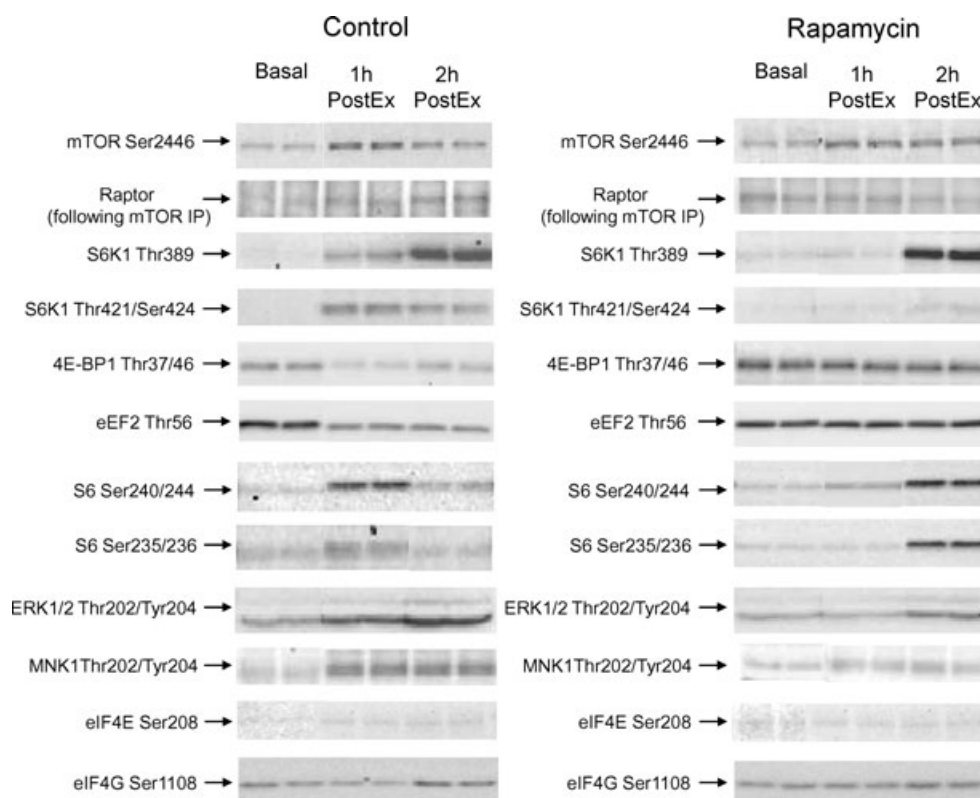 Control
Basal 1h PostEx 2h PostEx
mTOR Ser2446
Raptor
(following mTOR IP)
S6K1 Thr389
S6K1 Thr421/Ser424
4E-BP1 Thr37/46
eEF2 Thr56
S6 Ser240/244
S6 Ser235/236
ERK1/2 Thr202/Tyr204
MNK1Thr202/Tyr204
eIF4E Ser208
eIF4G Ser1108
Rapamycin
Basal 1h PostEx 2h PostEx
mTOR Ser2446
Raptor
(following mTOR IP)
S6K1 Thr389
S6K1 Thr421/Ser424
4E-BP1 Thr37/46
eEF2 Thr56
S6 Ser240/244
S6 Ser235/236
ERK1/2 Thr202/Tyr204
MNK1Thr202/Tyr204
eIF4E Ser208
eIF4G Ser1108